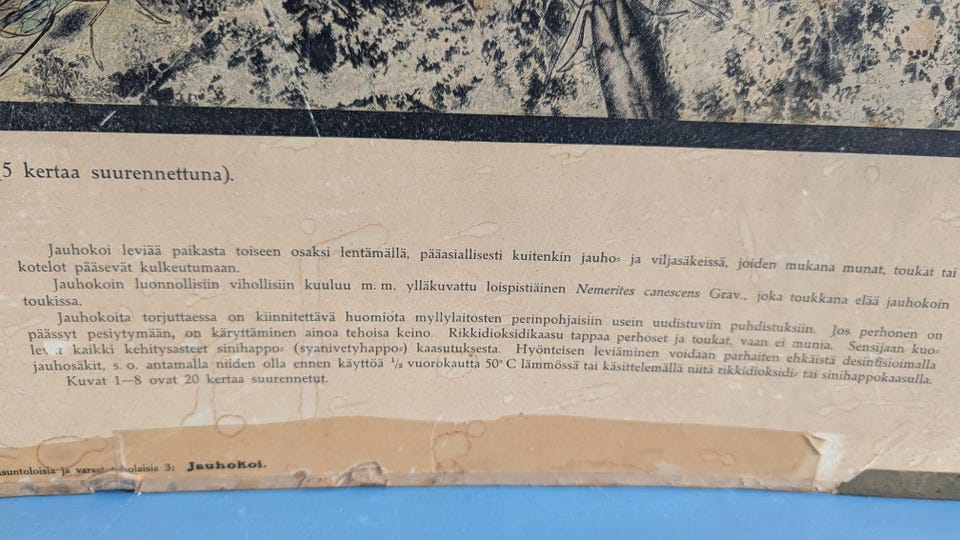 5 kertaa suurennettuna).
Jauhokoi leviää paikasta toiseen osaksi lentämällä, pääasiallisesti kuitenkin jauho- ja viljasäkeissä, joiden mukana munat, toukat tai
kotelot pääsevät kulkeutumaan.
Jauhokoin luonnollisiin vihollisiin kuuluu m. m. ylläkuvattu loispistiäinen Nemerites canescens Grav., joka toukkana elää jauhokoin
toukissa.
Jauhokoita torjuttaessa on kiinnitettävä huomiota myllylaitosten perinpohjaisiin usein uudistuviin puhdistuksiin. Jos perhonen on
päässyt pesiytymään, on käryttäminen ainoa tehoisa keino. Rikkidioksidikaasu tappaa perhoset ja toukat, vaan ei munia. Sensijaan kuo-
levat kaikki kehitysasteet sinihappo- (syanivetyhappo-) kaasutuksesta. Hyönteisen leviäminen voidaan parhaiten ehkäistä desinfisioimalla
jauhosäkit, s. o. antamalla niiden olla ennen käyttöä 1/2 vuorokautta 50° C lämmössä tai käsittelemällä niitä rikkidioksidi- tai sinihappokaasulla.
Kuvat 1—8 ovat 20 kertaa suurennetut.
suntoloisia ja 3: Jauhokoi.